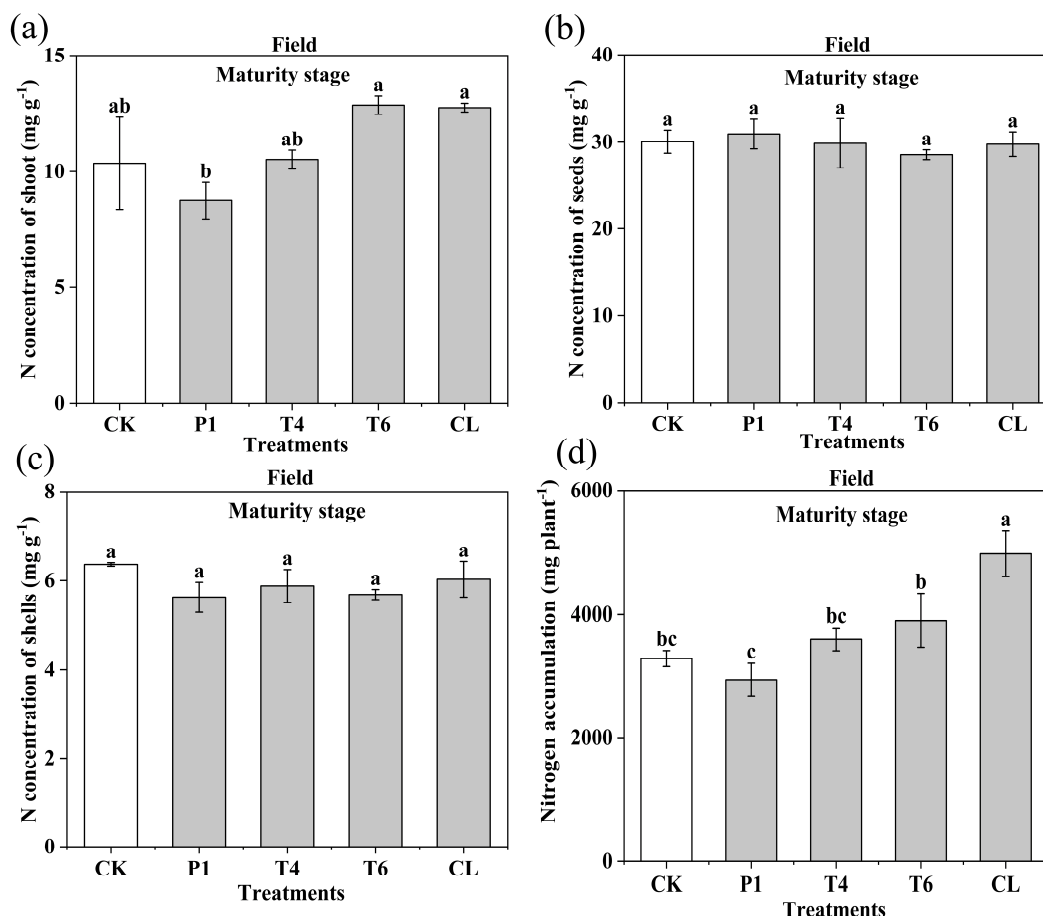 (a)
Field
Maturity stage
N concentration of shoot (mg g⁻¹)
15
10
5
0
ab
b
ab
a
a
CK P1 T4 T6 CL
Treatments
(b)
Field
Maturity stage
N concentration of seeds (mg g⁻¹)
40
30
20
10
0
a
a
a
a
a
CK P1 T4 T6 CL
Treatments
(c)
Field
Maturity stage
N concentration of shells (mg g⁻¹)
8
6
4
2
0
a
a
a
a
a
CK P1 T4 T6 CL
Treatments
(d)
Field
Maturity stage
Nitrogen accumulation (mg plant⁻¹)
6000
4000
2000
0
bc
c
bc
b
a
CK P1 T4 T6 CL
Treatments